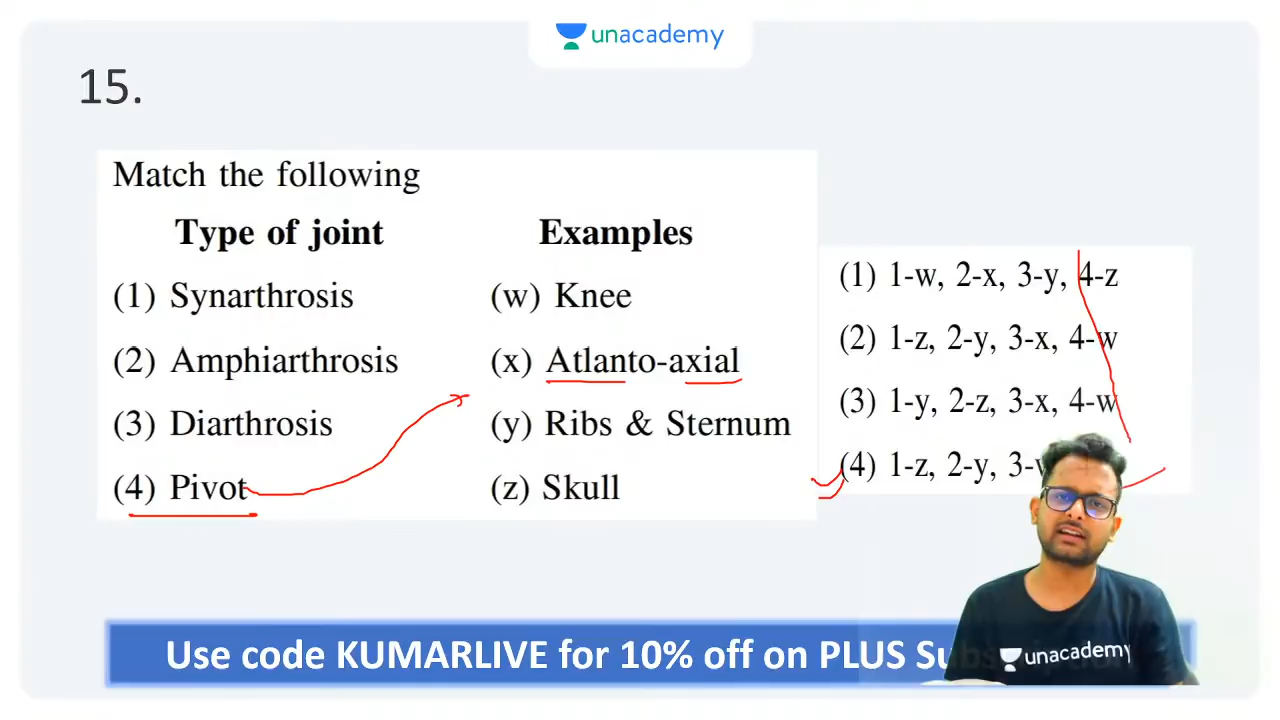 unacademy
15.
Match the following
Type of joint Examples
(1) Synarthrosis (w) Knee
(2) Amphiarthrosis (x) Atlanto-axial
(3) Diarthrosis (y) Ribs & Sternum
(4) Pivot (z) Skull
(1) 1-w, 2-x, 3-y, 4-z
(2) 1-z, 2-y, 3-x, 4-w
(3) 1-y, 2-z, 3-x, 4-w
(4) 1-z, 2-y,
Use code KUMARLIVE for 10% off on PLUS
unacademy